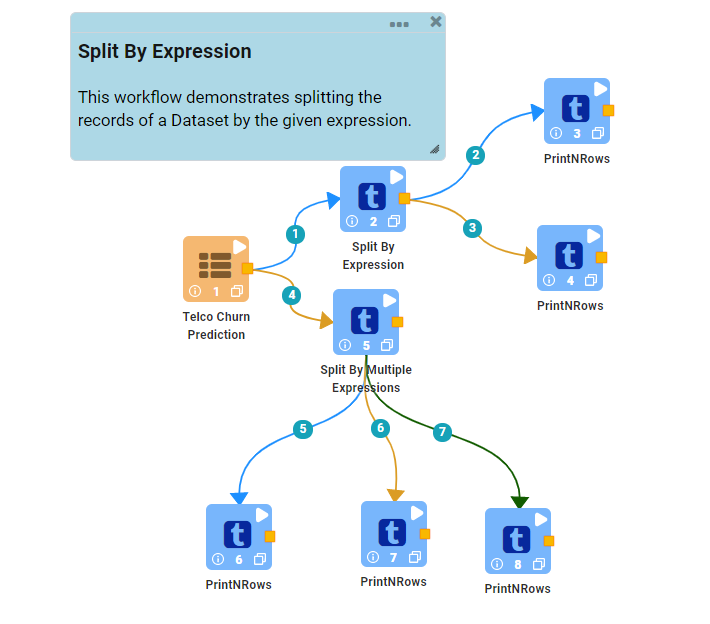 Split By Expression
This workflow demonstrates splitting the
records of a Dataset by the given expression.
t
3
PrintNRows
2
t
2
Split By
Expression
1
3
t
4
PrintNRows
1
Telco Churn
Prediction
4
t
5
Split By Multiple
Expressions
5
6
7
t
6
PrintNRows
t
7
PrintNRows
t
8
PrintNRows